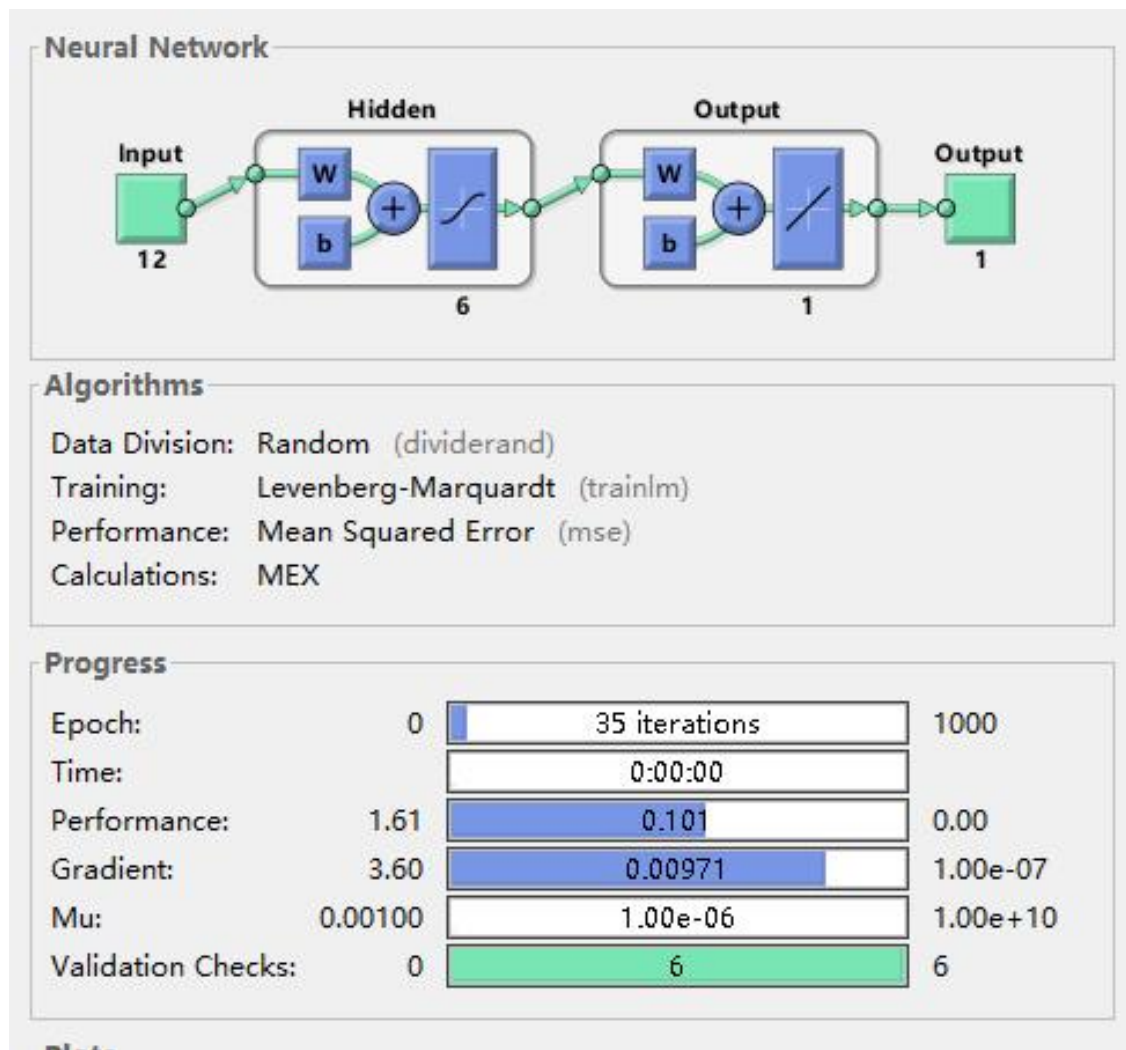 Neural Network
Hidden
Output
Input
Output
W
W
+
+
b
b
12
1
6
1
Algorithms
Data Division: Random (dividerand)
Training: Levenberg-Marquardt (trainlm)
Performance: Mean Squared Error (mse)
Calculations: MEX
Progress
Epoch: 0 35 iterations 1000
Time: 0:00:00
Performance: 1.61 0.101 0.00
Gradient: 3.60 0.00971 1.00e-07
Mu: 0.00100 1.00e-06 1.00e+10
Validation Checks: 0 6 6